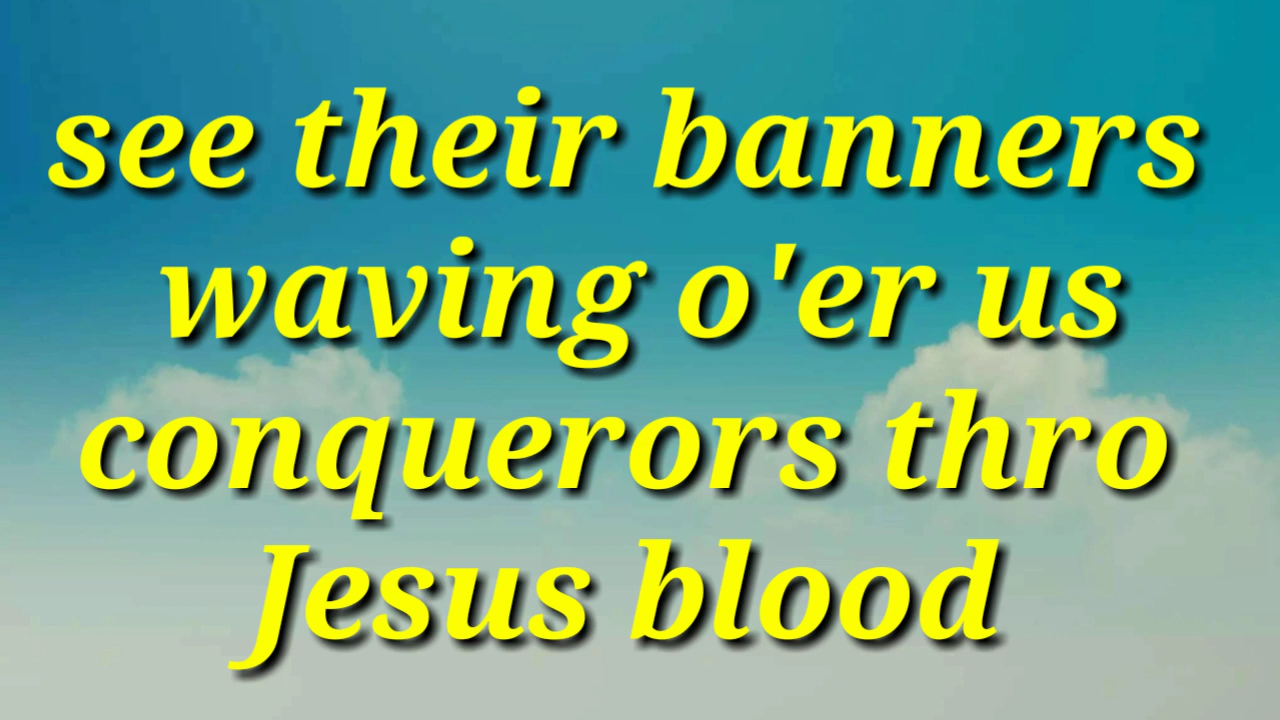 see their banners
waving o'er us
conquerors thro
Jesus blood